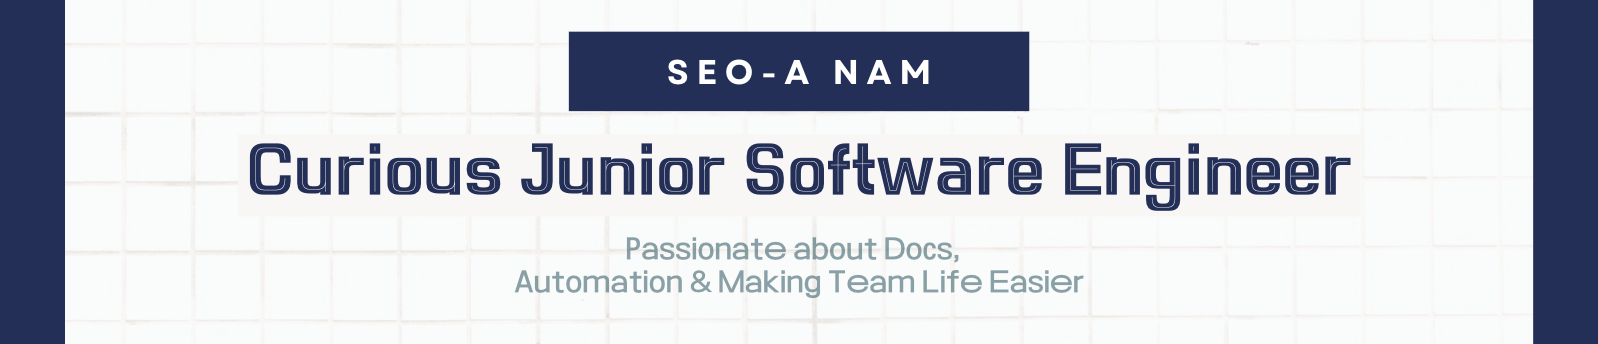 SEO-A NAM
Curious Junior Software Engineer
Passionate about Docs,
Automation & Making Team Life Easier